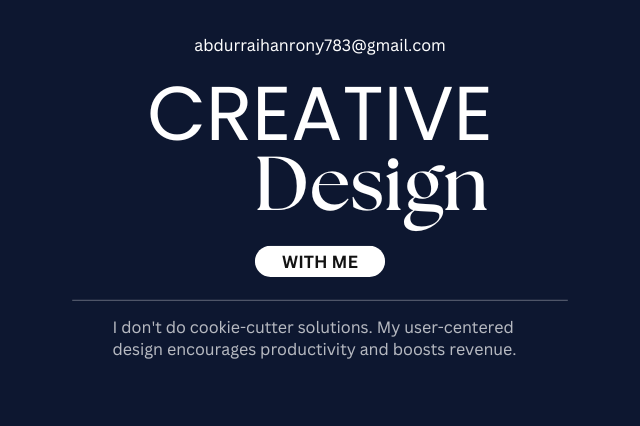 abdurraihanrony783@gmail.com
CREATIVE
Design
WITH ME
I don't do cookie-cutter solutions. My user-centered
design encourages productivity and boosts revenue.